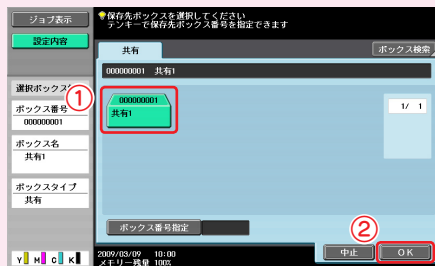 ジョブ表示
設定内容
保存先ボックスを選択してください
テンキーで保存先ボックス番号を指定できます
共有
ボックス検索
000000001 共有1
選択ボックス
①
ボックス番号
000000001
ボックス名
共有1
ボックスタイプ
共有
000000001
共有1
1/ 1
ボックス番号指定
②
中止
OK
Y M C K
2009/03/09 10:00
メモリー残量 100%